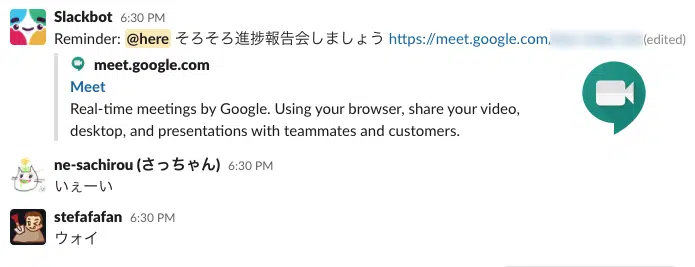 Slackbot 6:30 PM
Reminder: @here そろそろ進捗報告会しましょう https://meet.google.com/ (edited)
meet.google.com
Meet
Real-time meetings by Google. Using your browser, share your video,
desktop, and presentations with teammates and customers.
ne-sachirou (さっちゃん) 6:30 PM
いぇーい
stefafafan 6:30 PM
ウォイ